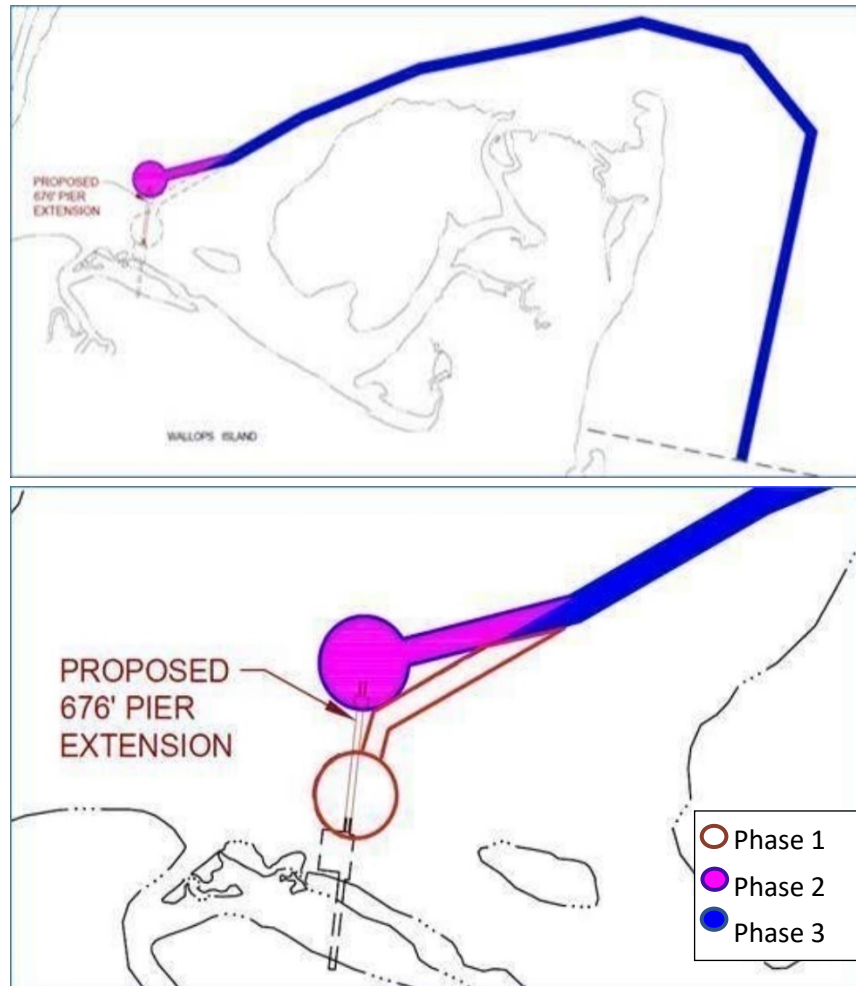 PROPOSED
676' PIER
EXTENSION
WALLOPS ISLAND
PROPOSED
676' PIER
EXTENSION
Phase 1
Phase 2
Phase 3